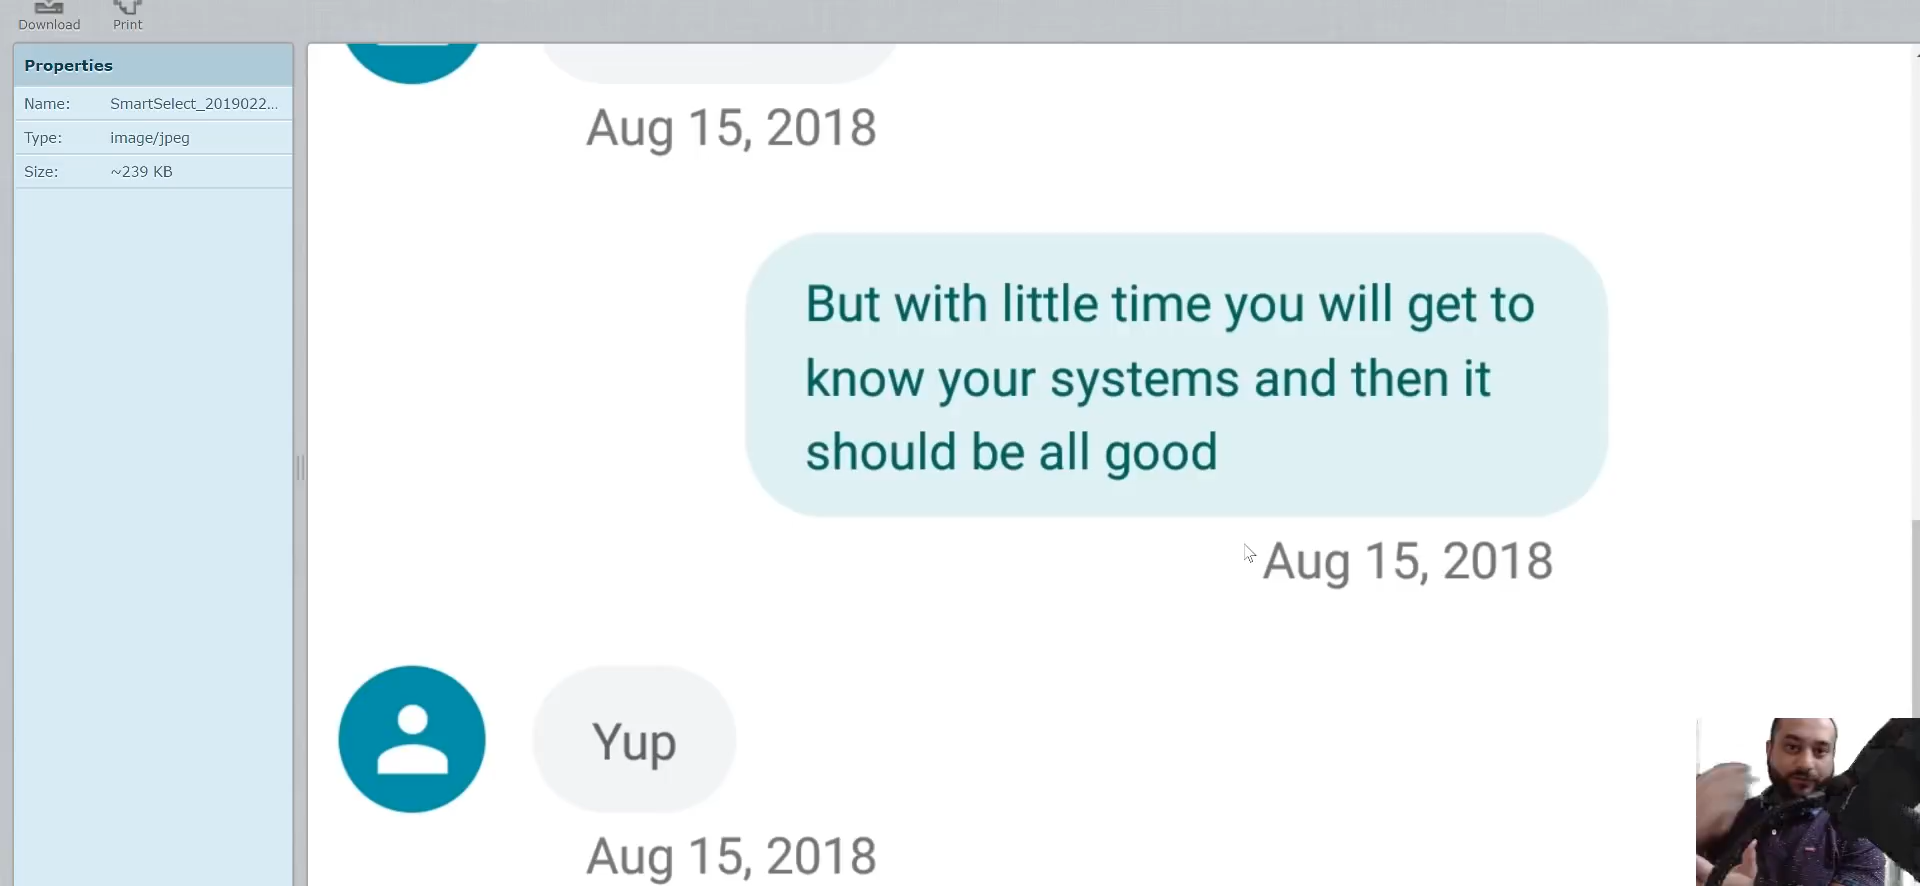 Download Print
Properties
Name: SmartSelect_2019022...
Type: image/jpeg
Size: ~239 KB
Aug 15, 2018
But with little time you will get to
know your systems and then it
should be all good
Aug 15, 2018
Yup
Aug 15, 2018